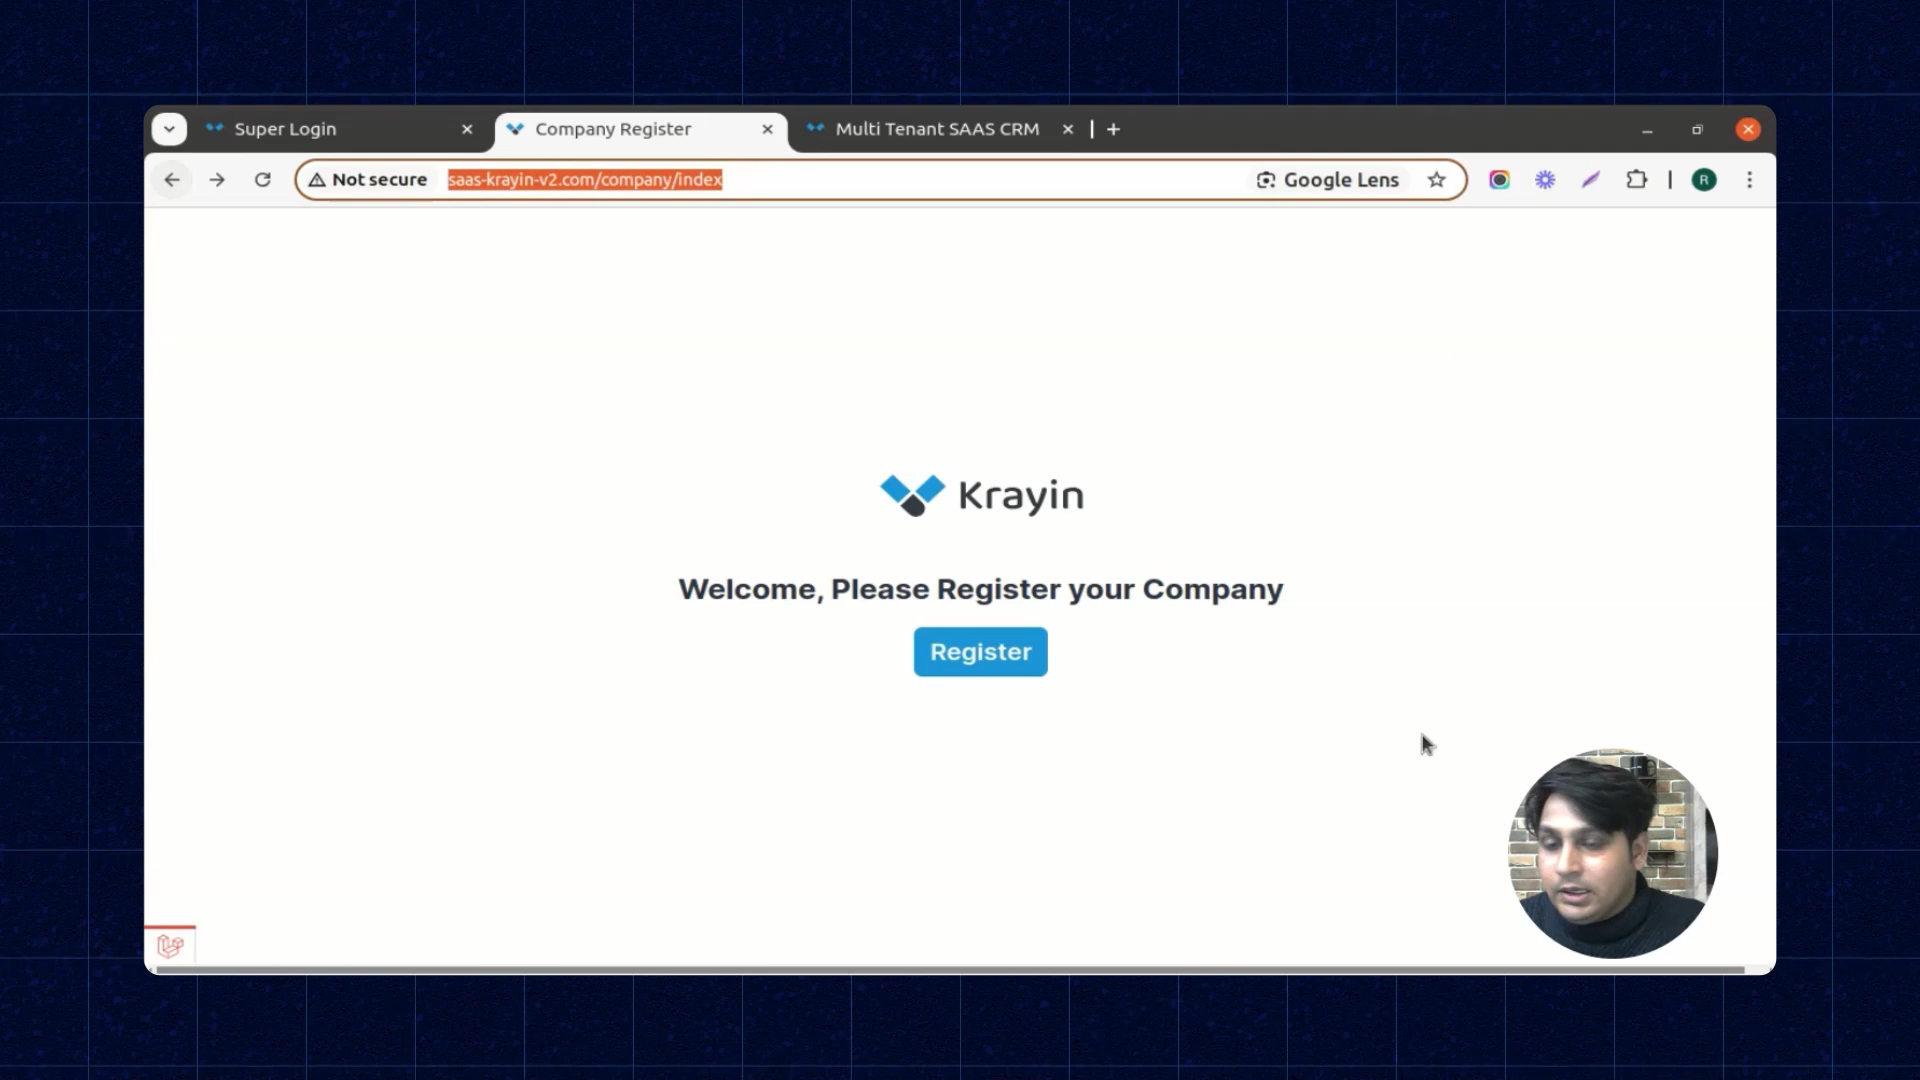 Super Login
Company Register
Multi Tenant SAAS CRM
Not secure
saas-krayin-v2.com/company/index
Google Lens
R
Krayin
Welcome, Please Register your Company
Register